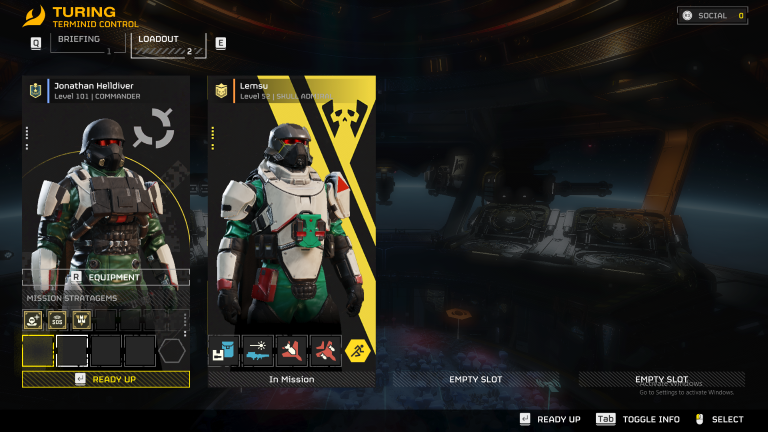 TURING
TERMINID CONTROL
SOCIAL 0
Q
BRIEFING
1
LOADOUT
2
E
Jonathan Helldiver
Level 101 | COMMANDER
Lemsu
Level 52 | SKULL
R EQUIPMENT
MISSION STRATAGEMS
SOS
READY UP
In Mission
EMPTY SLOT
EMPTY SLOT
Activate Windows
Go to Settings to activate Windows.
READY UP
Tab TOGGLE INFO
SELECT